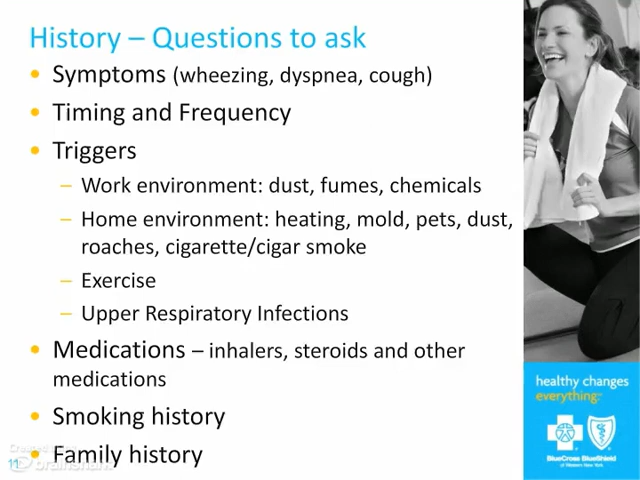 History – Questions to ask
• Symptoms (wheezing, dyspnea, cough)
• Timing and Frequency
• Triggers
– Work environment: dust, fumes, chemicals
– Home environment: heating, mold, pets, dust,
roaches, cigarette/cigar smoke
– Exercise
– Upper Respiratory Infections
• Medications – inhalers, steroids and other
medications
• Smoking history
• Family history
11
healthy changes
everything.
BlueCross BlueShield
of Western New York